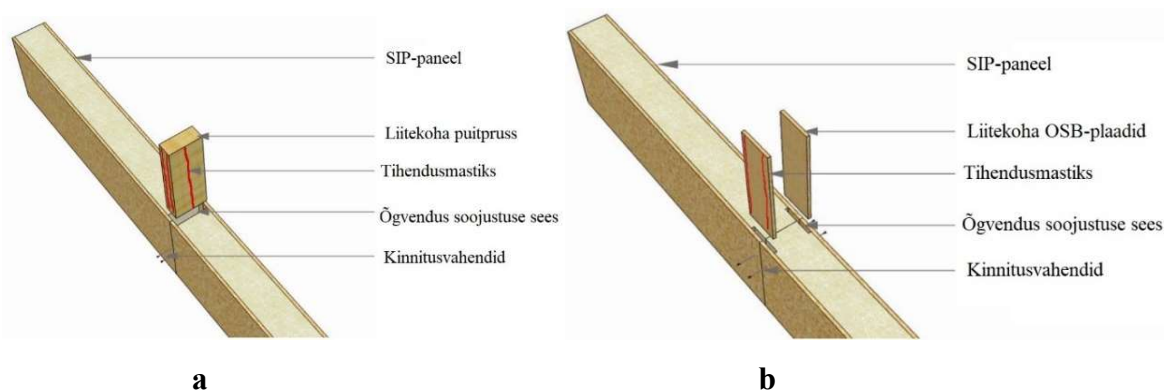 SIP-paneel
Liitekoha puitpruss
Tihendusmastiks
Õgvendus soojustuse sees
Kinnitusvahendid
a
SIP-paneel
Liitekoha OSB-plaadid
Tihendusmastiks
Õgvendus soojustuse sees
Kinnitusvahendid
b